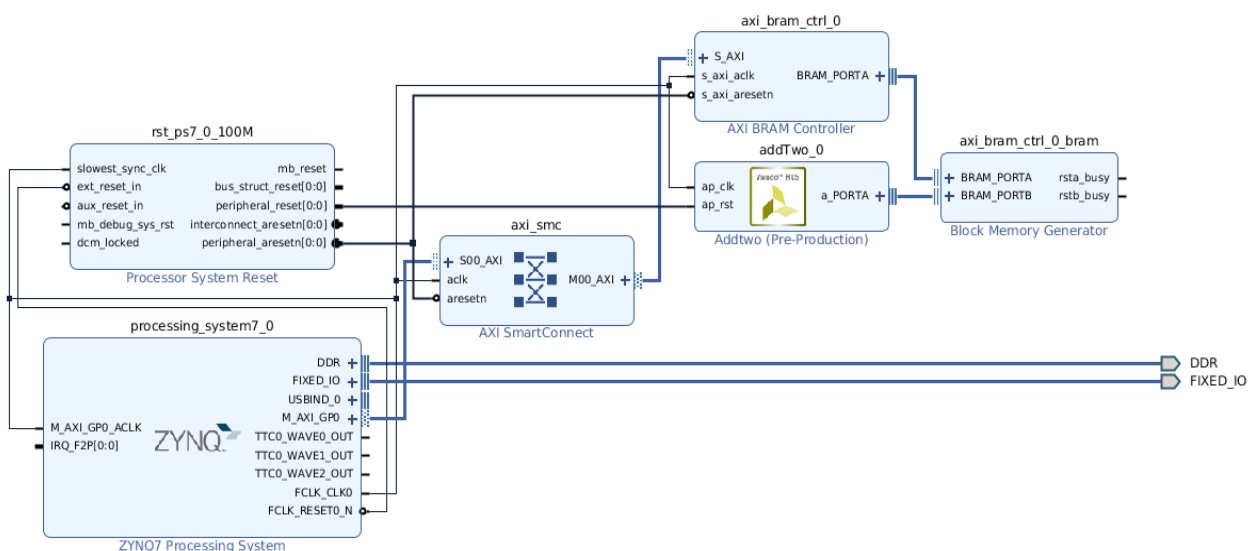 axi_bram_ctrl_0
S_AXI
s_axi_aclk
s_axi_aresetn
BRAM_PORTA
AXI BRAM Controller
rst_ps7_0_100M
slowest_sync_clk
ext_reset_in
aux_reset_in
mb_debug_sys_rst
dcm_locked
mb_reset
bus_struct_reset[0:0]
peripheral_reset[0:0]
interconnect_aresetn[0:0]
peripheral_aresetn[0:0]
Processor System Reset
addTwo_0
ap_clk
ap_rst
Vivado™ HLS
a_PORTA
Addtwo (Pre-Production)
axi_bram_ctrl_0_bram
BRAM_PORTA
BRAM_PORTB
rsta_busy
rstb_busy
Block Memory Generator
axi_smc
S00_AXI
aclk
aresetn
M00_AXI
AXI SmartConnect
processing_system7_0
M_AXI_GP0_ACLK
IRQ_F2P[0:0]
ZYNQ
DDR
FIXED_IO
USBIND_0
M_AXI_GP0
TTC0_WAVE0_OUT
TTC0_WAVE1_OUT
TTC0_WAVE2_OUT
FCLK_CLK0
FCLK_RESET0_N
ZYNQ7 Processing System
DDR
FIXED_IO